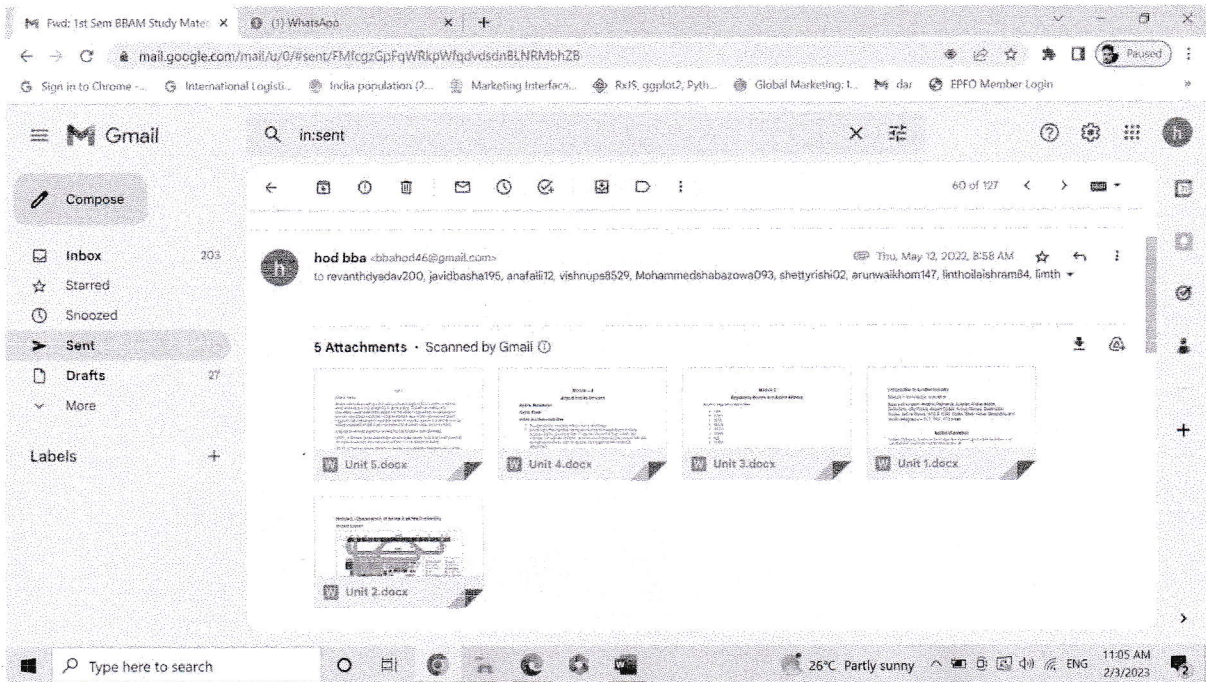 Fwd: 1st Sem BBAM Study Mater
(1) WhatsApp
mail.google.com/mail/u/0/#sent/
Paused
Sign in to Chrome -...
International Logisti...
India population (2...
Marketing Interface...
RxJS, ggplot2, Pyth...
Global Marketing: I...
dar
EPFO Member Login
Gmail
in:sent
Compose
60 of 127
Inbox 203
Starred
Snoozed
Sent
Drafts 27
More
Labels
hod bba <bbahod46@gmail.com>
Thu, May 12, 2022, 8:58 AM
to revanthdyadav200, javidbasha195, anafalii12, vishnups8529, Mohammedshabazowa093, shettyrishi02, arunwaikhom147, linthoilaishram84, limth
5 Attachments • Scanned by Gmail
Unit 5.docx
Unit 4.docx
Unit 3.docx
Unit 1.docx
Unit 2.docx
Type here to search
26°C Partly sunny
ENG
11:05 AM
2/3/2023